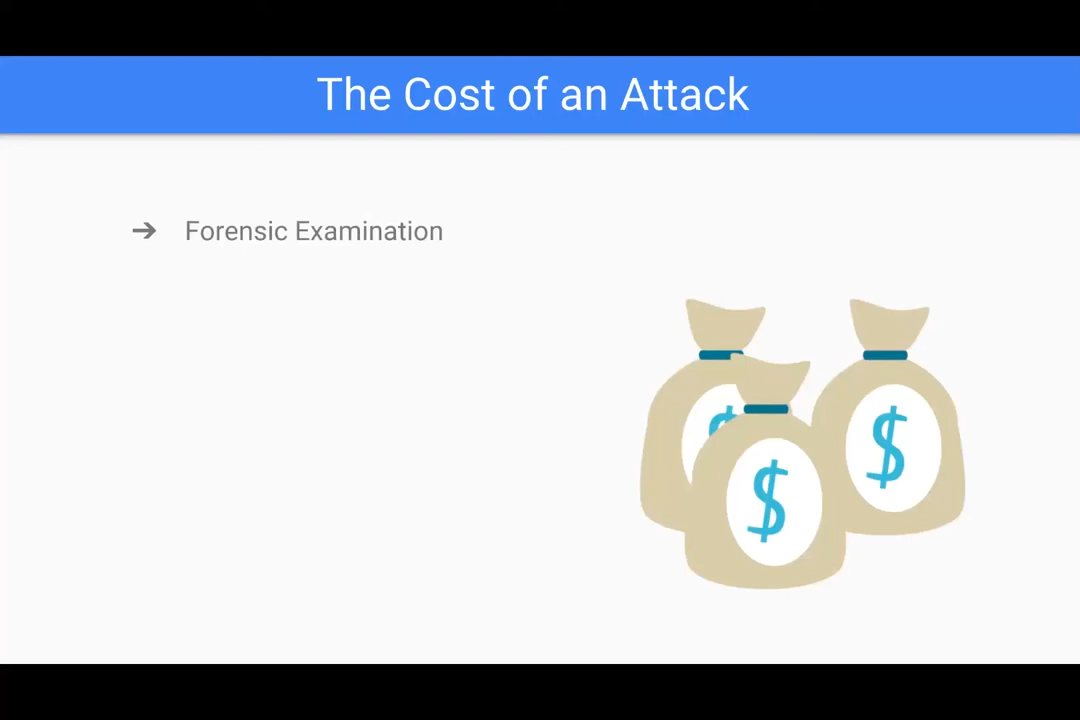 The Cost of an Attack
➔ Forensic Examination
$
$
$